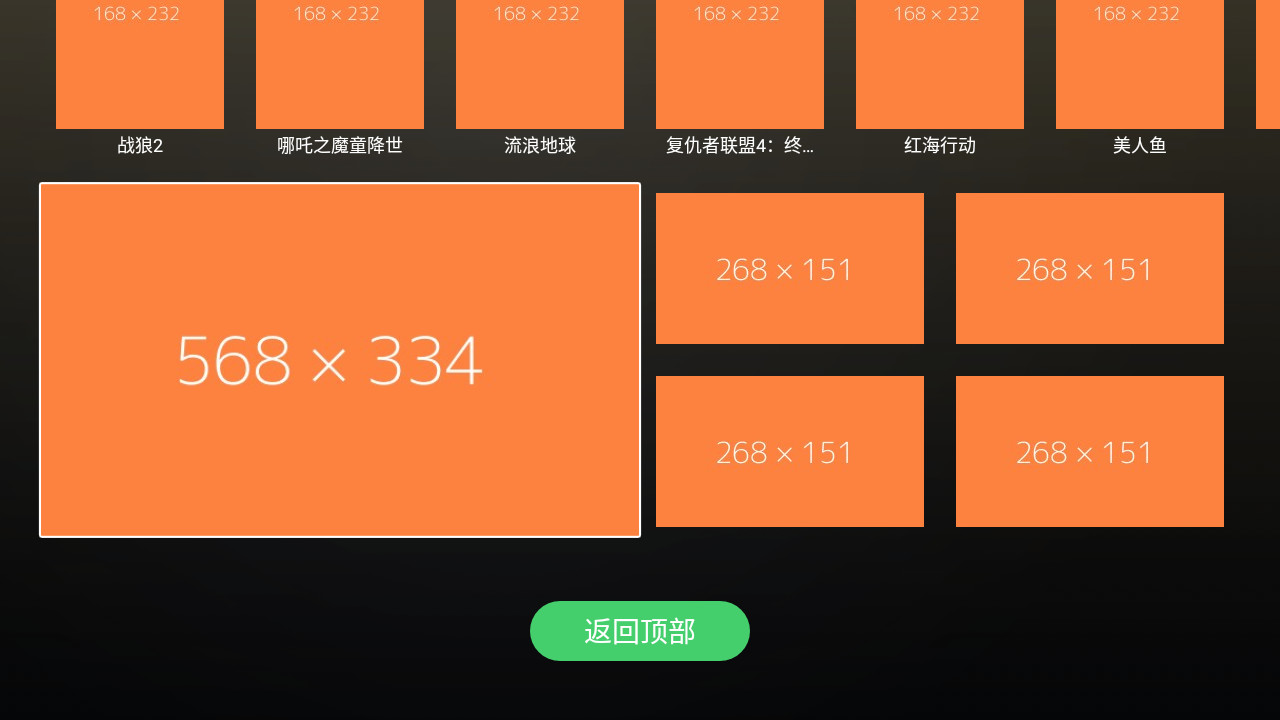 168 × 232
168 × 232
168 × 232
168 × 232
168 × 232
168 × 232
战狼2
哪吒之魔童降世
流浪地球
复仇者联盟4：终...
红海行动
美人鱼
568 × 334
268 × 151
268 × 151
268 × 151
268 × 151
返回顶部